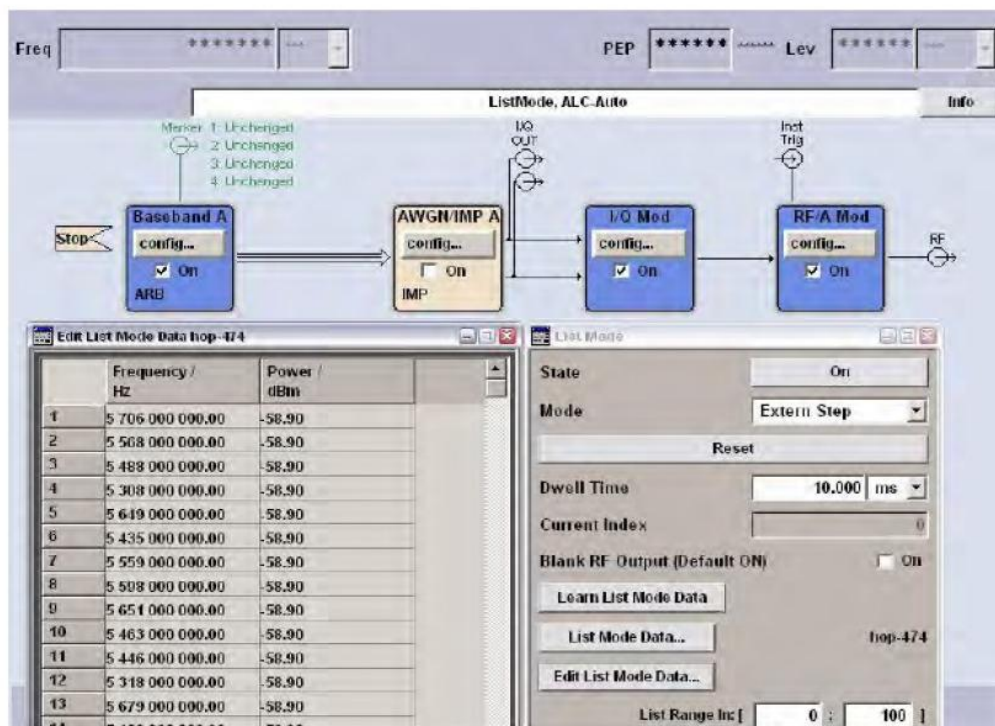 Freq ******* --- PEP ****** ------ Lev ****** ---
ListMode, ALC-Auto Info
Marker 1: Unchanged
2: Unchanged
3: Unchanged
4: Unchanged
I/Q
OUT
Inst
Trig
Stop
Baseband A
config...
On
ARB
AWGN/IMP A
config...
On
IMP
I/Q Mod
config...
On
RF/A Mod
config...
On
RF
Edit List Mode Data hop-474
Frequency / Hz Power / dBm
1 5 706 000 000.00 -58.90
2 5 568 000 000.00 -58.90
3 5 488 000 000.00 -58.90
4 5 308 000 000.00 -58.90
5 5 649 000 000.00 -58.90
6 5 435 000 000.00 -58.90
7 5 559 000 000.00 -58.90
8 5 598 000 000.00 -58.90
9 5 651 000 000.00 -58.90
10 5 463 000 000.00 -58.90
11 5 446 000 000.00 -58.90
12 5 318 000 000.00 -58.90
13 5 679 000 000.00 -58.90
List Mode
State On
Mode Extern Step
Reset
Dwell Time 10.000 ms
Current Index 0
Blank RF Output (Default ON) On
Learn List Mode Data
List Mode Data... hop-474
Edit List Mode Data...
List Range In: [ 0 : 100 ]